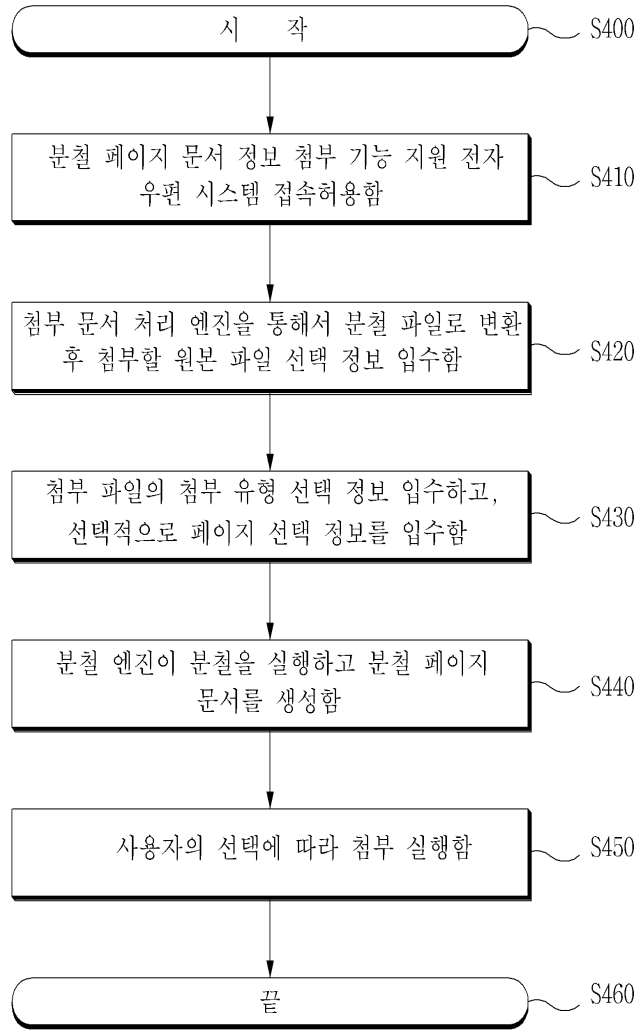 시 작
S400
분철 페이지 문서 정보 첨부 기능 지원 전자
우편 시스템 접속허용함
S410
첨부 문서 처리 엔진을 통해서 분철 파일로 변환
후 첨부할 원본 파일 선택 정보 입수함
S420
첨부 파일의 첨부 유형 선택 정보 입수하고,
선택적으로 페이지 선택 정보를 입수함
S430
분철 엔진이 분철을 실행하고 분철 페이지
문서를 생성함
S440
사용자의 선택에 따라 첨부 실행함
S450
끝
S460